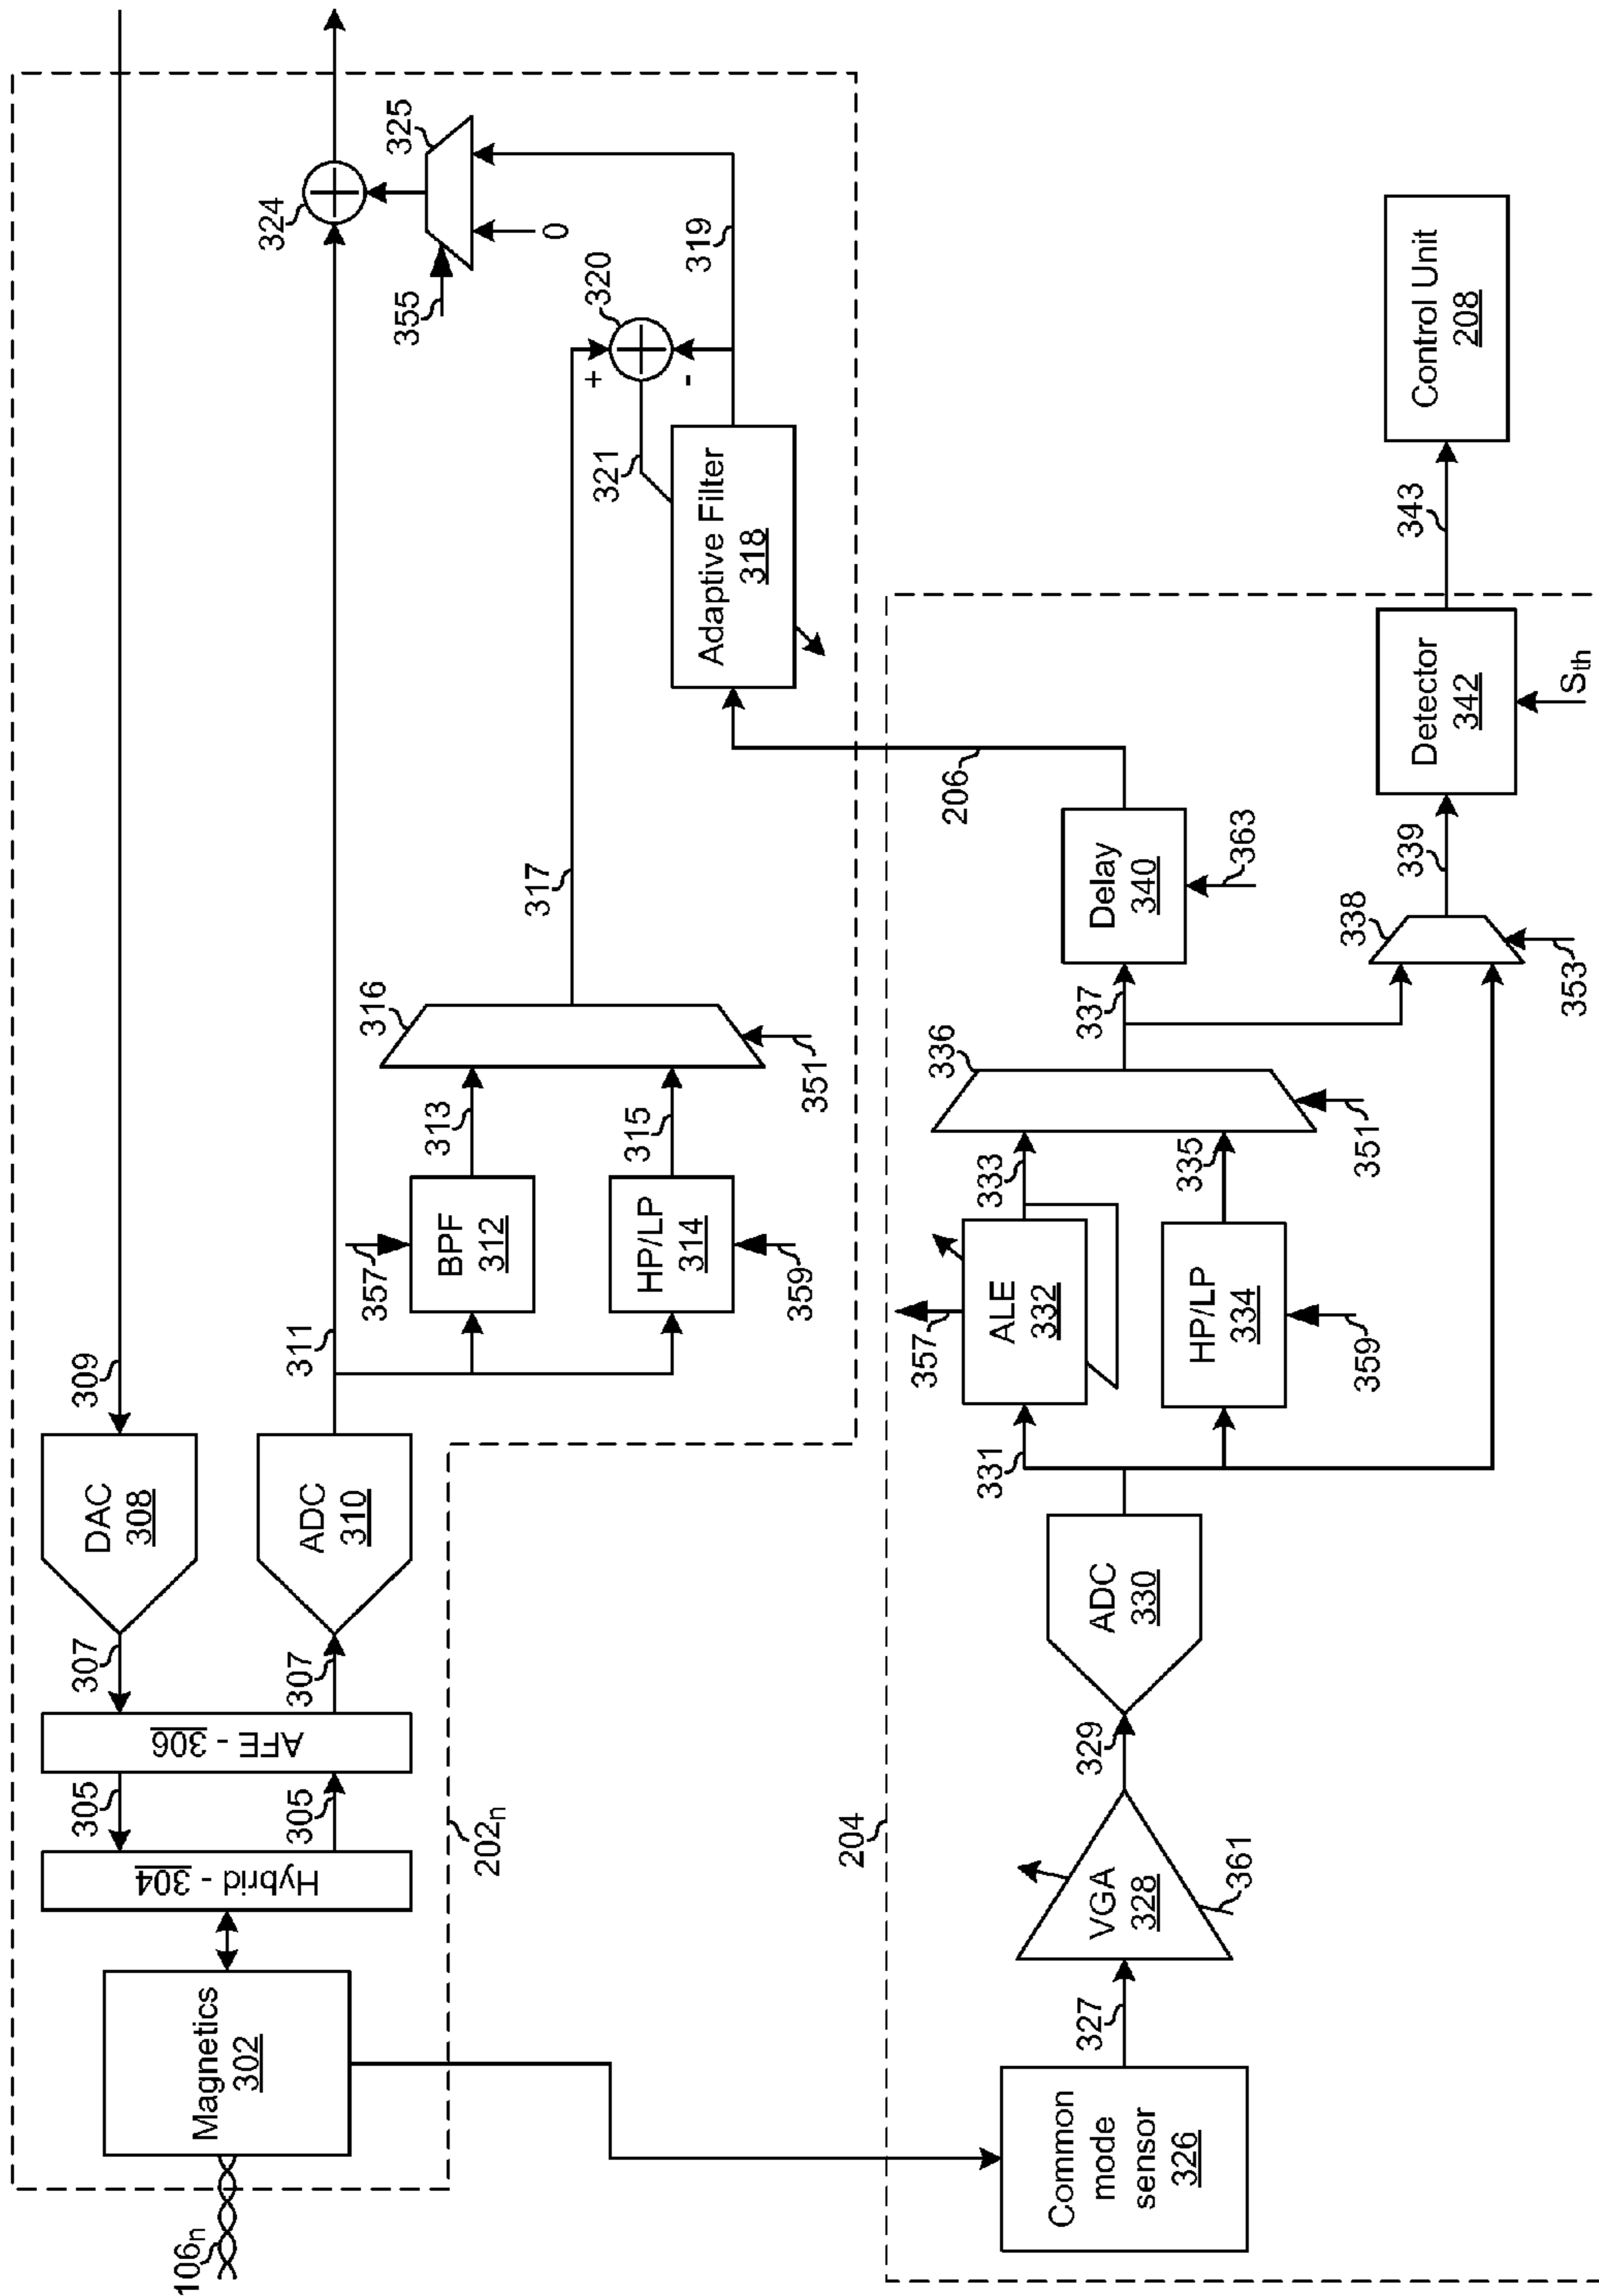 106n
Magnetics
302
Hybrid - 304
305
305
AFE - 306
307
307
DAC
308
ADC
310
309
311
357
BPF
312
HP/LP
314
359
313
315
316
351
317
Adaptive Filter
318
321
320
+
-
319
324
325
355
0
202n
204
Common
mode
sensor
326
327
VGA
328
361
329
ADC
330
331
357
ALE
332
HP/LP
334
359
333
335
336
351
337
Delay
340
363
206
338
353
339
Detector
342
Sth
343
Control Unit
208